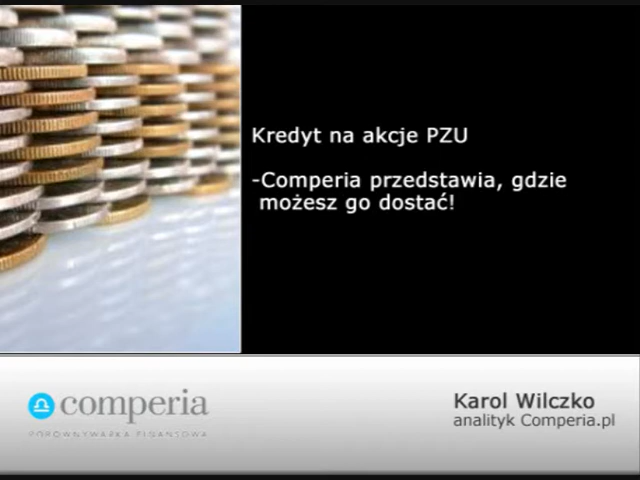 Kredyt na akcje PZU
-Comperia przedstawia, gdzie
możesz go dostać!
comperia
PORÓWNYWARKA FINANSOWA
Karol Wilczko
analityk Comperia.pl